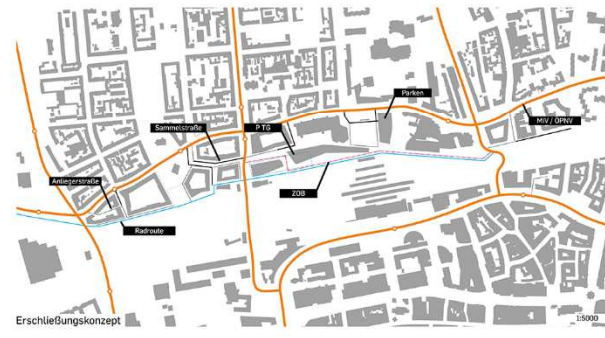 Parken
Sammelstraße
P TG
MIV / ÖPNV
Anliegerstraße
ZOB
Radroute
Erschließungskonzept
1:5000